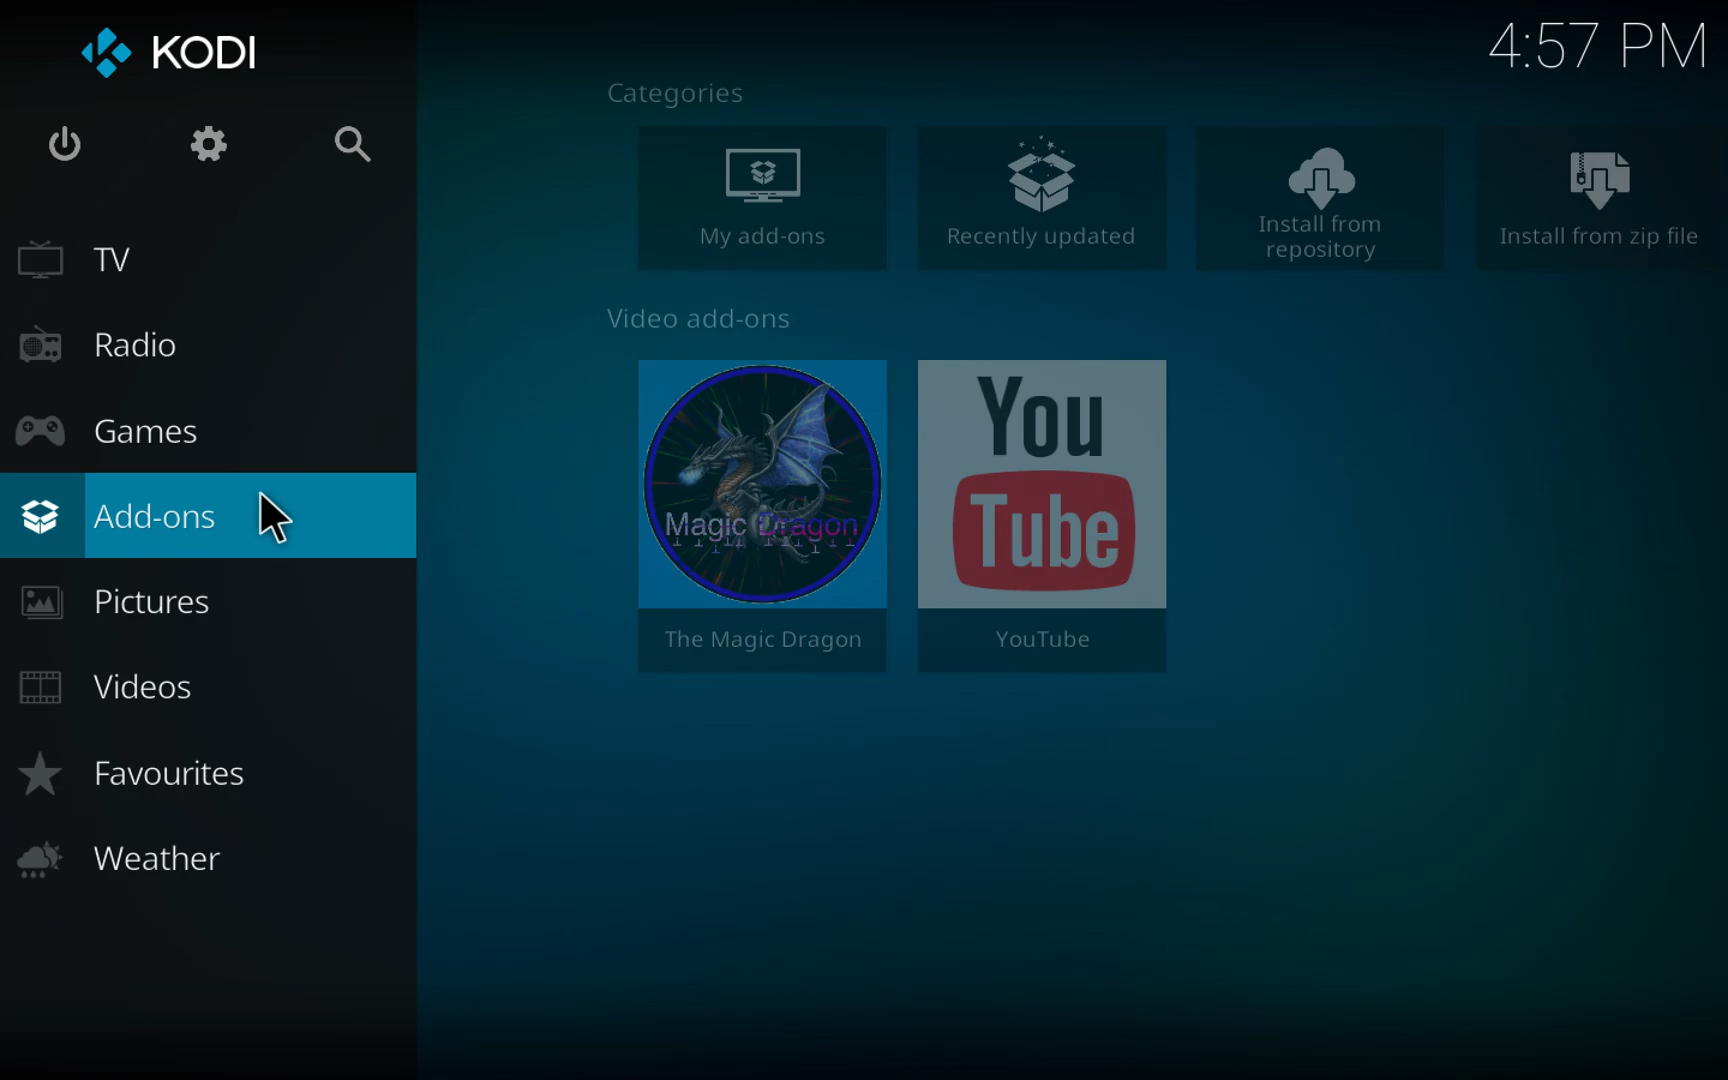 KODI
4:57 PM
TV
Radio
Games
Add-ons
Pictures
Videos
Favourites
Weather
Categories
My add-ons
Recently updated
Install from
repository
Install from zip file
Video add-ons
Magic Dragon
The Magic Dragon
You
Tube
YouTube